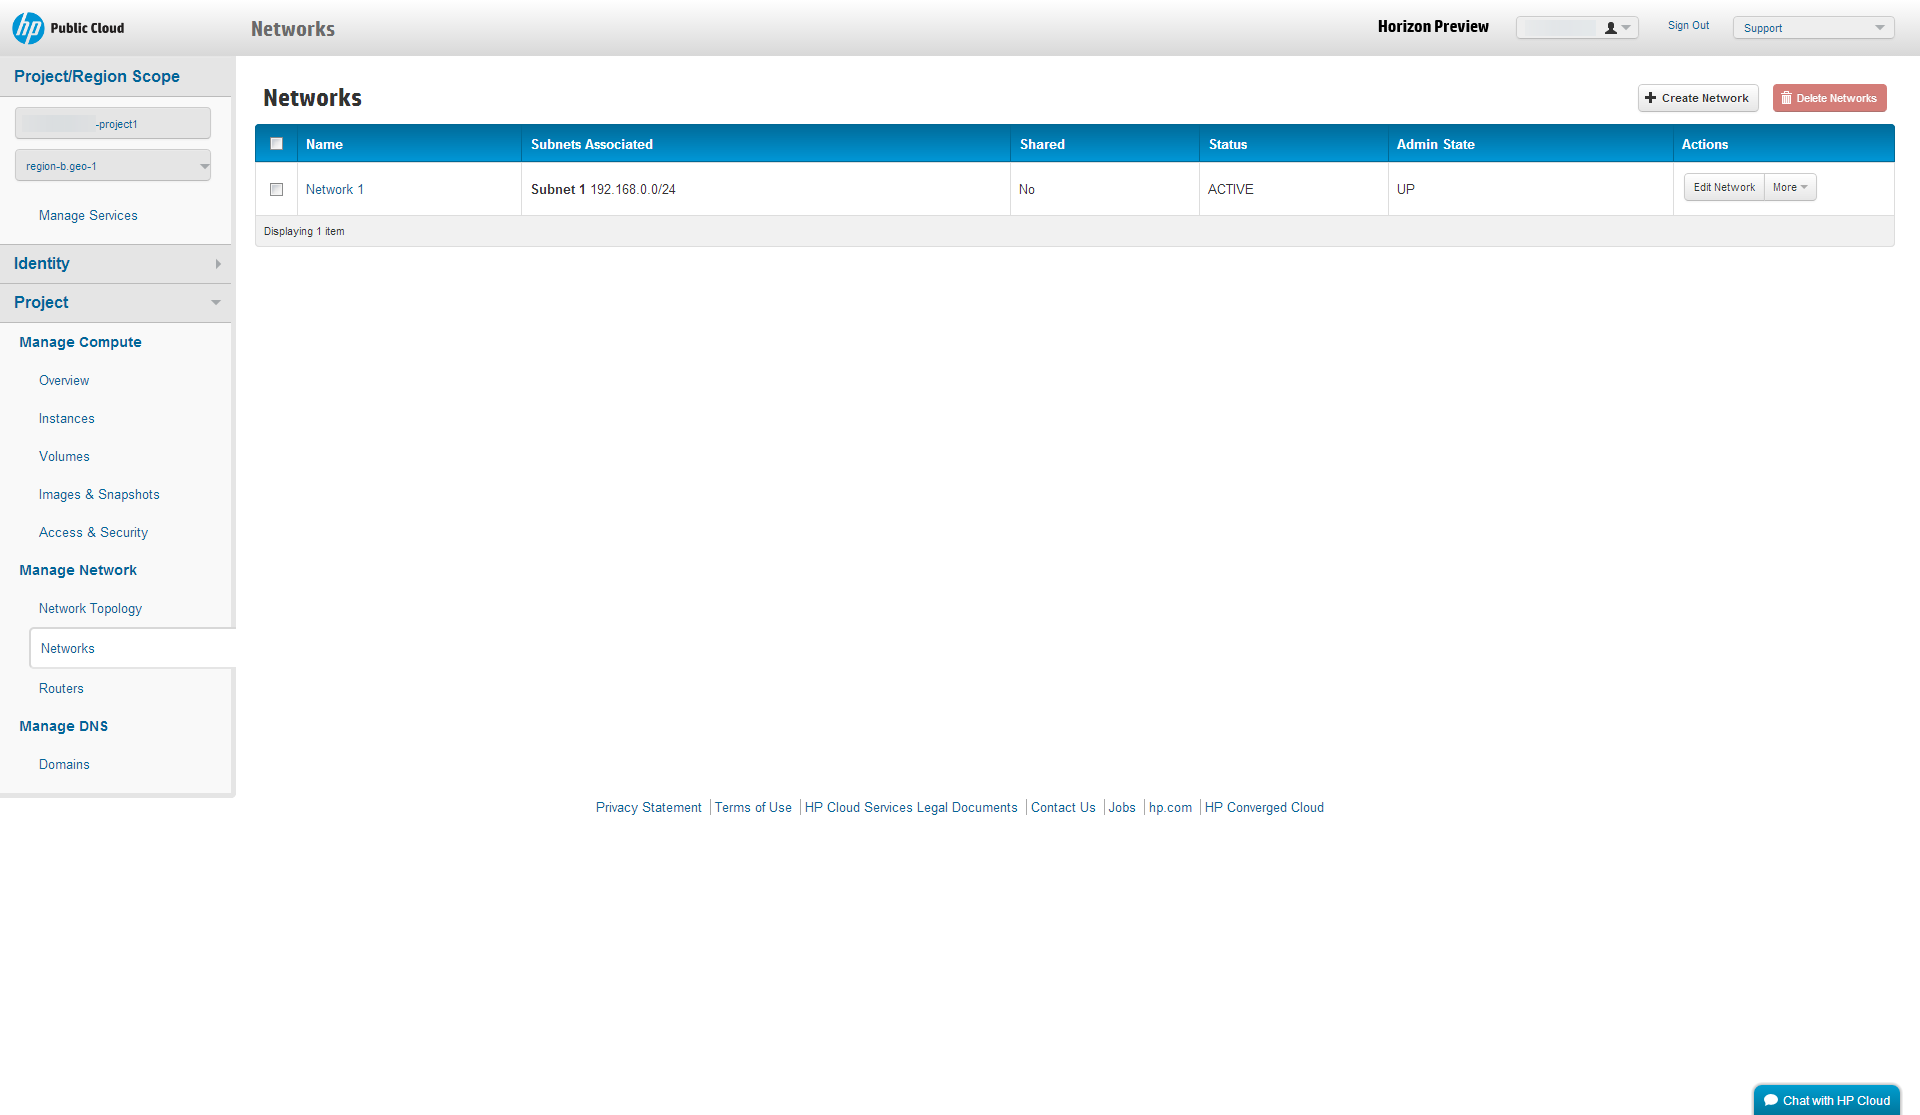 hp Public Cloud
Networks
Horizon Preview
Sign Out
Support
Project/Region Scope
-project1
region-b.geo-1
Manage Services
Identity
Project
Manage Compute
Overview
Instances
Volumes
Images & Snapshots
Access & Security
Manage Network
Network Topology
Networks
Routers
Manage DNS
Domains
Networks
Create Network
Delete Networks
Name Subnets Associated Shared Status Admin State Actions
Network 1 Subnet 1 192.168.0.0/24 No ACTIVE UP Edit Network More
Displaying 1 item
Privacy Statement Terms of Use HP Cloud Services Legal Documents Contact Us Jobs hp.com HP Converged Cloud
Chat with HP Cloud